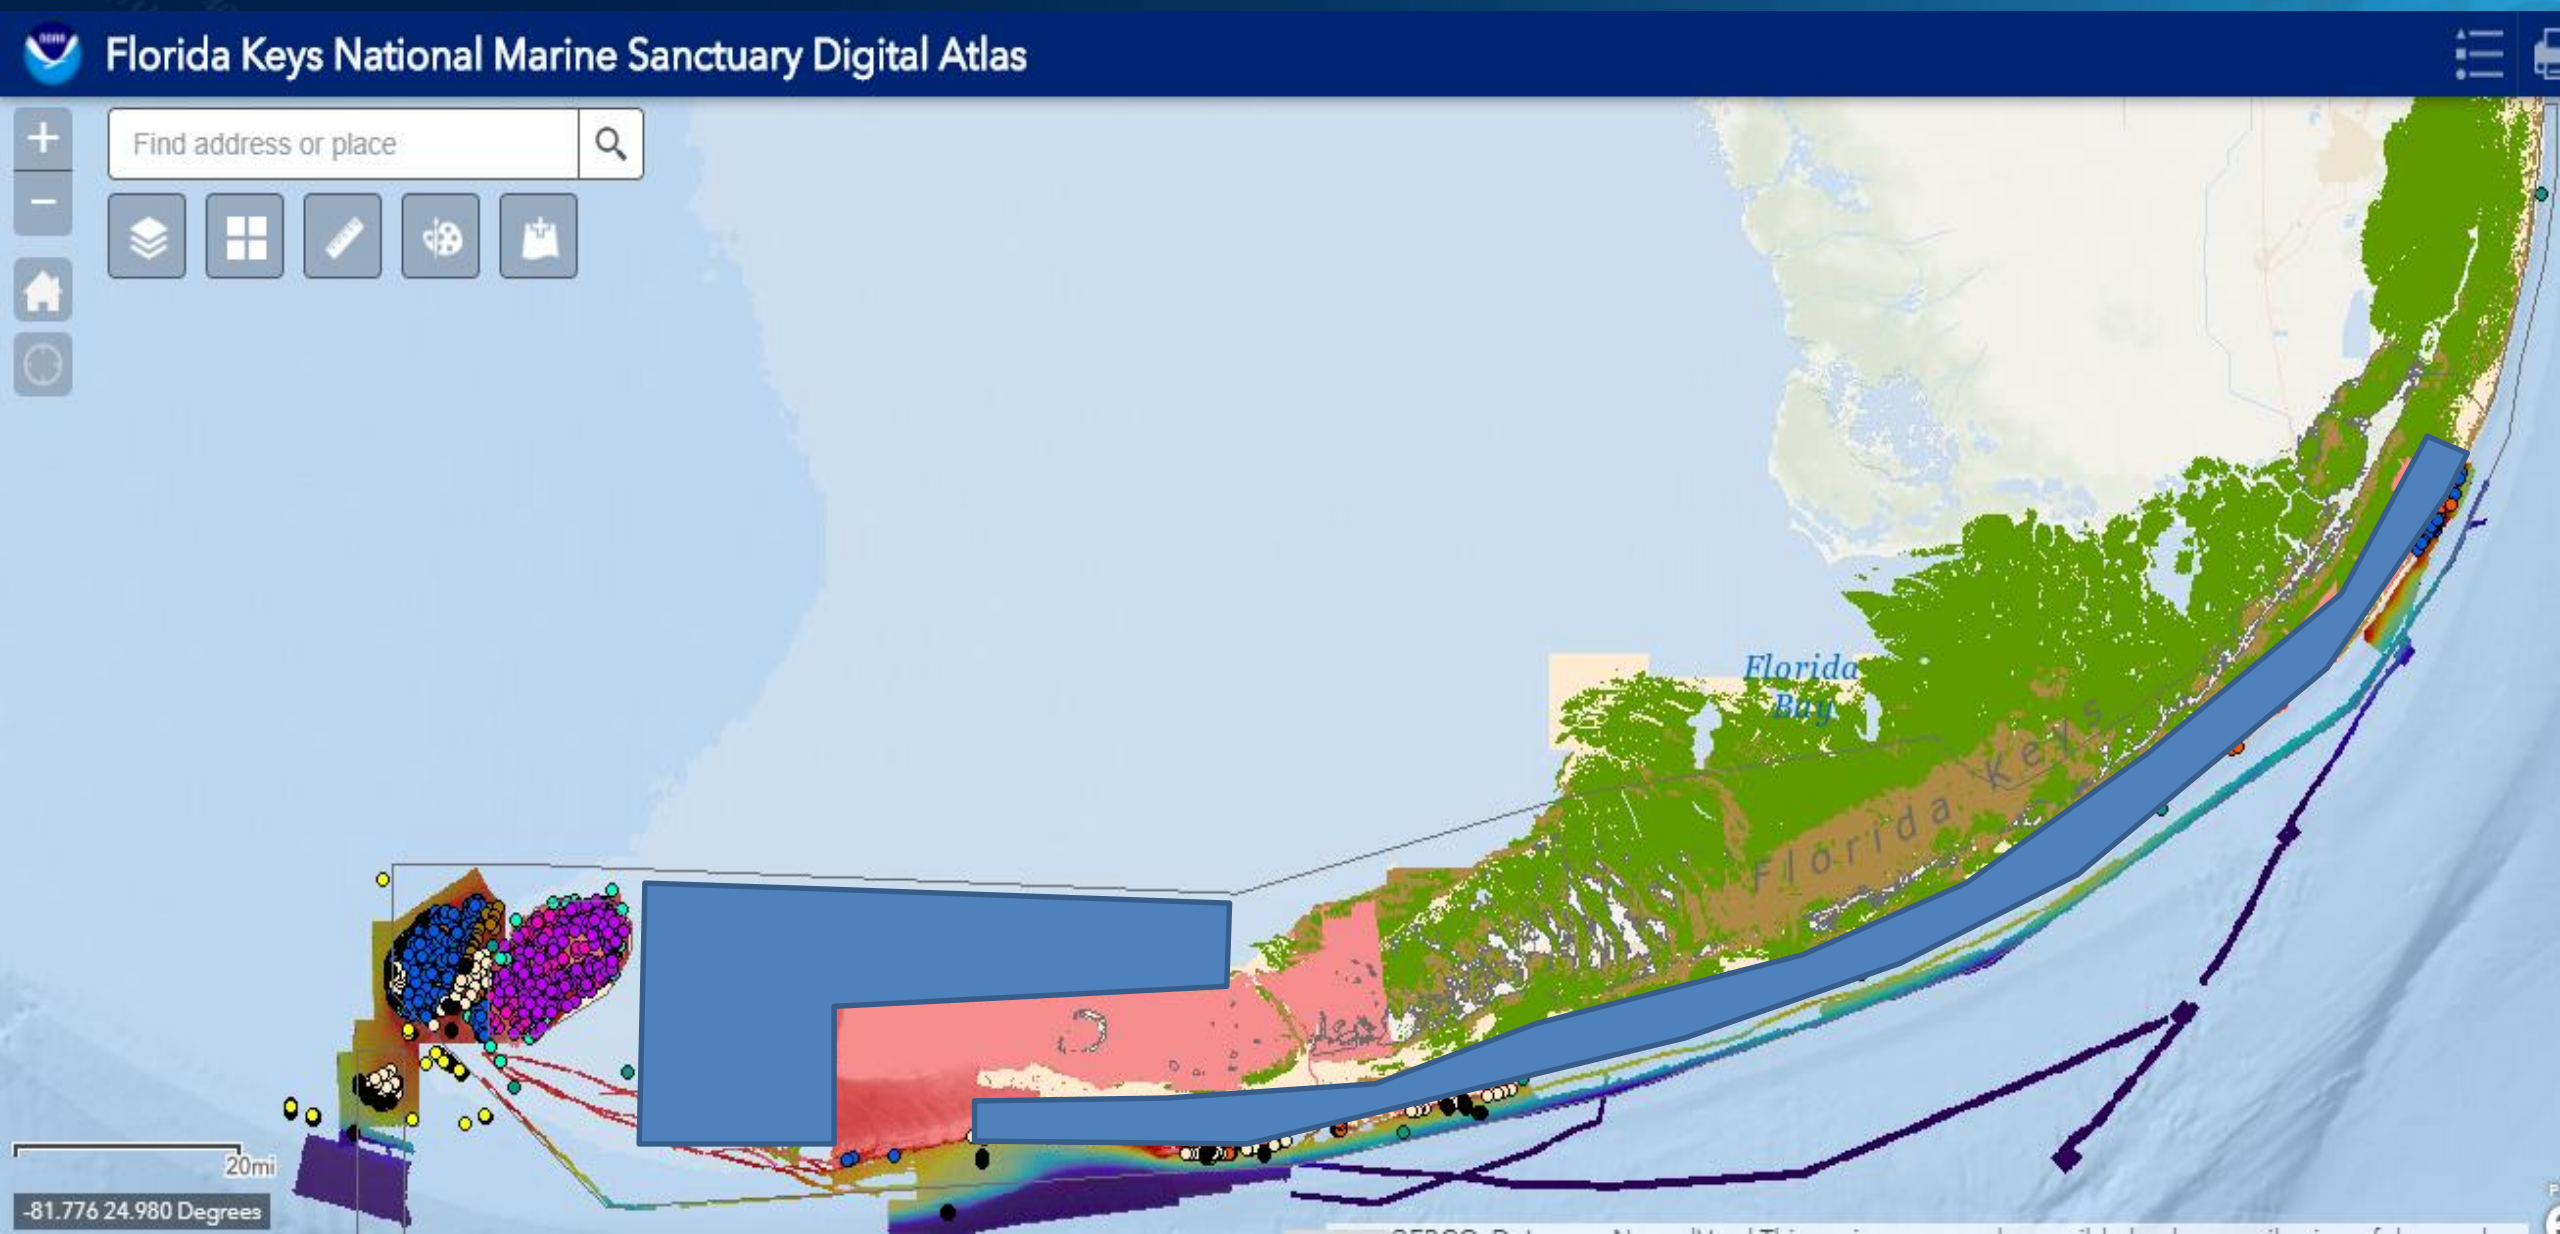 Florida Keys National Marine Sanctuary Digital Atlas
+
Find address or place
−
Florida
Bay
Florida Keys
20mi
-81.776 24.980 Degrees